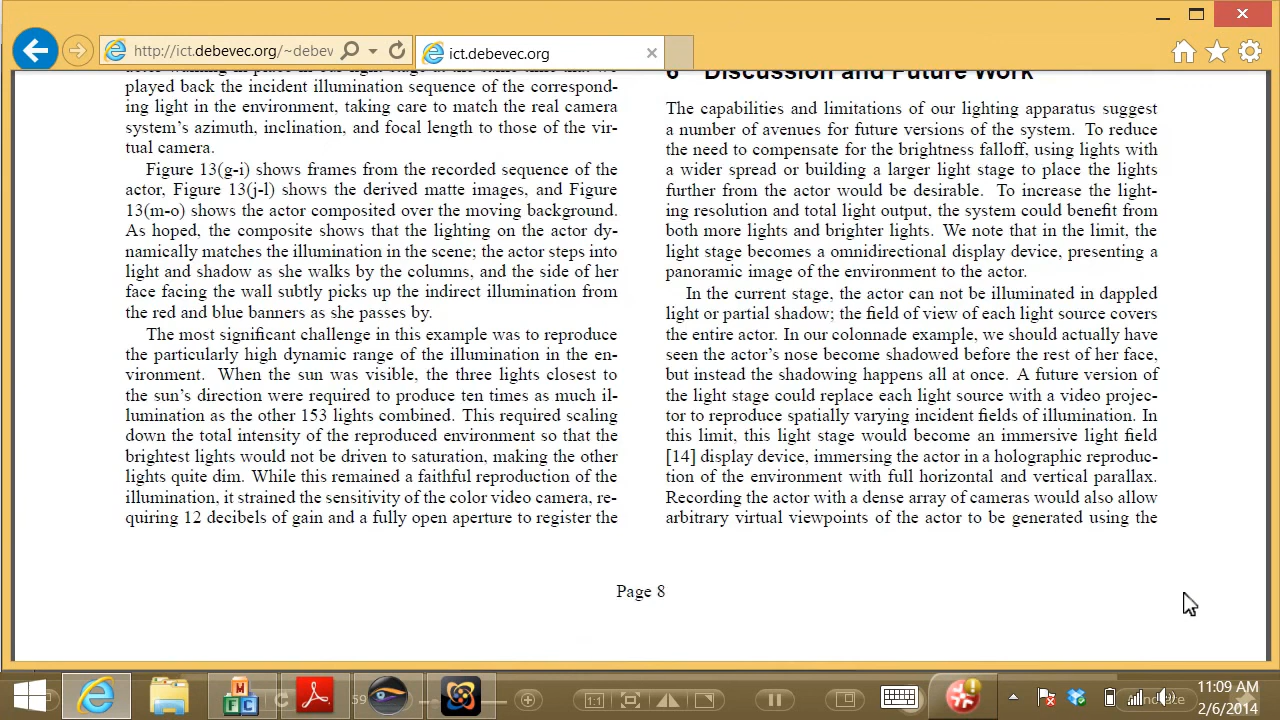 http://ict.debevec.org/~debev
ict.debevec.org
played back the incident illumination sequence of the correspond-
ing light in the environment, taking care to match the real camera
system's azimuth, inclination, and focal length to those of the vir-
tual camera.
Figure 13(g-i) shows frames from the recorded sequence of the
actor, Figure 13(j-l) shows the derived matte images, and Figure
13(m-o) shows the actor composited over the moving background.
As hoped, the composite shows that the lighting on the actor dy-
namically matches the illumination in the scene; the actor steps into
light and shadow as she walks by the columns, and the side of her
face facing the wall subtly picks up the indirect illumination from
the red and blue banners as she passes by.
The most significant challenge in this example was to reproduce
the particularly high dynamic range of the illumination in the en-
vironment. When the sun was visible, the three lights closest to
the sun's direction were required to produce ten times as much il-
lumination as the other 153 lights combined. This required scaling
down the total intensity of the reproduced environment so that the
brightest lights would not be driven to saturation, making the other
lights quite dim. While this remained a faithful reproduction of the
illumination, it strained the sensitivity of the color video camera, re-
quiring 12 decibels of gain and a fully open aperture to register the
6 Discussion and Future Work
The capabilities and limitations of our lighting apparatus suggest
a number of avenues for future versions of the system. To reduce
the need to compensate for the brightness falloff, using lights with
a wider spread or building a larger light stage to place the lights
further from the actor would be desirable. To increase the light-
ing resolution and total light output, the system could benefit from
both more lights and brighter lights. We note that in the limit, the
light stage becomes a omnidirectional display device, presenting a
panoramic image of the environment to the actor.
In the current stage, the actor can not be illuminated in dappled
light or partial shadow; the field of view of each light source covers
the entire actor. In our colonnade example, we should actually have
seen the actor's nose become shadowed before the rest of her face,
but instead the shadowing happens all at once. A future version of
the light stage could replace each light source with a video projec-
tor to reproduce spatially varying incident fields of illumination. In
this limit, this light stage would become an immersive light field
[14] display device, immersing the actor in a holographic reproduc-
tion of the environment with full horizontal and vertical parallax.
Recording the actor with a dense array of cameras would also allow
arbitrary virtual viewpoints of the actor to be generated using the
Page 8
M
F C
59
1:1
11:09 AM
2/6/2014